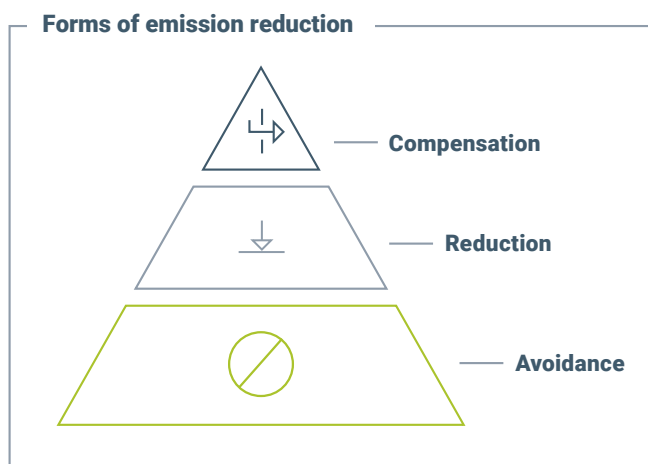 Forms of emission reduction
Compensation
Reduction
Avoidance